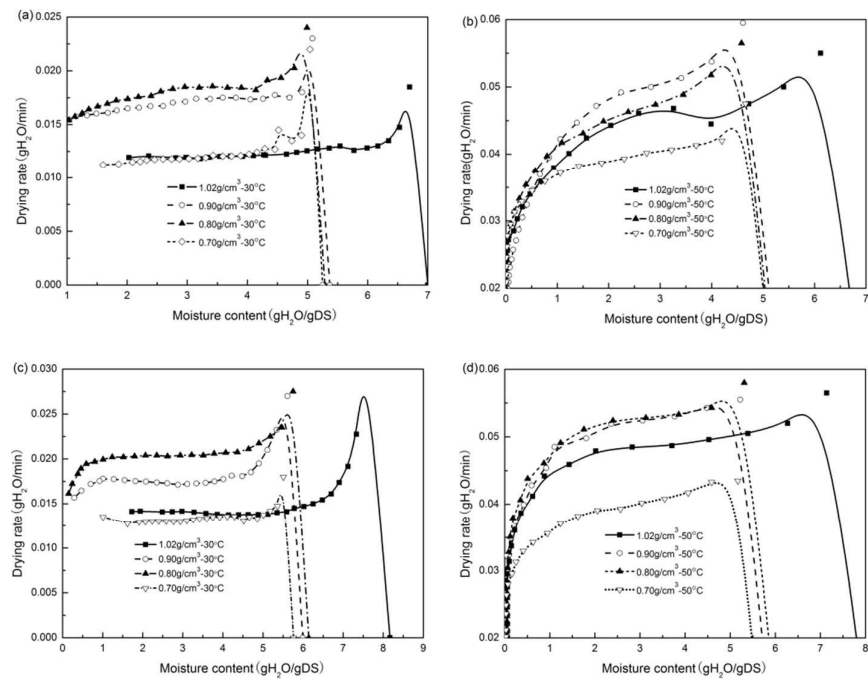 (a)
0.025
0.020
0.015
0.010
0.005
0.000
Drying rate (gH2O/min)
1.02g/cm3-30°C
0.90g/cm3-30°C
0.80g/cm3-30°C
0.70g/cm3-30°C
1 2 3 4 5 6 7
Moisture content (gH2O/gDS)
(b)
0.06
0.05
0.04
0.03
0.02
Drying rate(gH2O/min)
1.02g/cm3-50°C
0.90g/cm3-50°C
0.80g/cm3-50°C
0.70g/cm3-50°C
0 1 2 3 4 5 6 7
Moisture content (gH2O/gDS)
(c)
0.030
0.025
0.020
0.015
0.010
0.005
0.000
Drying rate (gH2O/min)
1.02g/cm3-30°C
0.90g/cm3-30°C
0.80g/cm3-30°C
0.70g/cm3-30°C
0 1 2 3 4 5 6 7 8 9
Moisture content (gH2O/gDS)
(d)
0.06
0.05
0.04
0.03
0.02
Drying rate (gH2O/min)
1.02g/cm3-50°C
0.90g/cm3-50°C
0.80g/cm3-50°C
0.70g/cm3-50°C
0 1 2 3 4 5 6 7 8
Moisture content (gH2O/gDS)